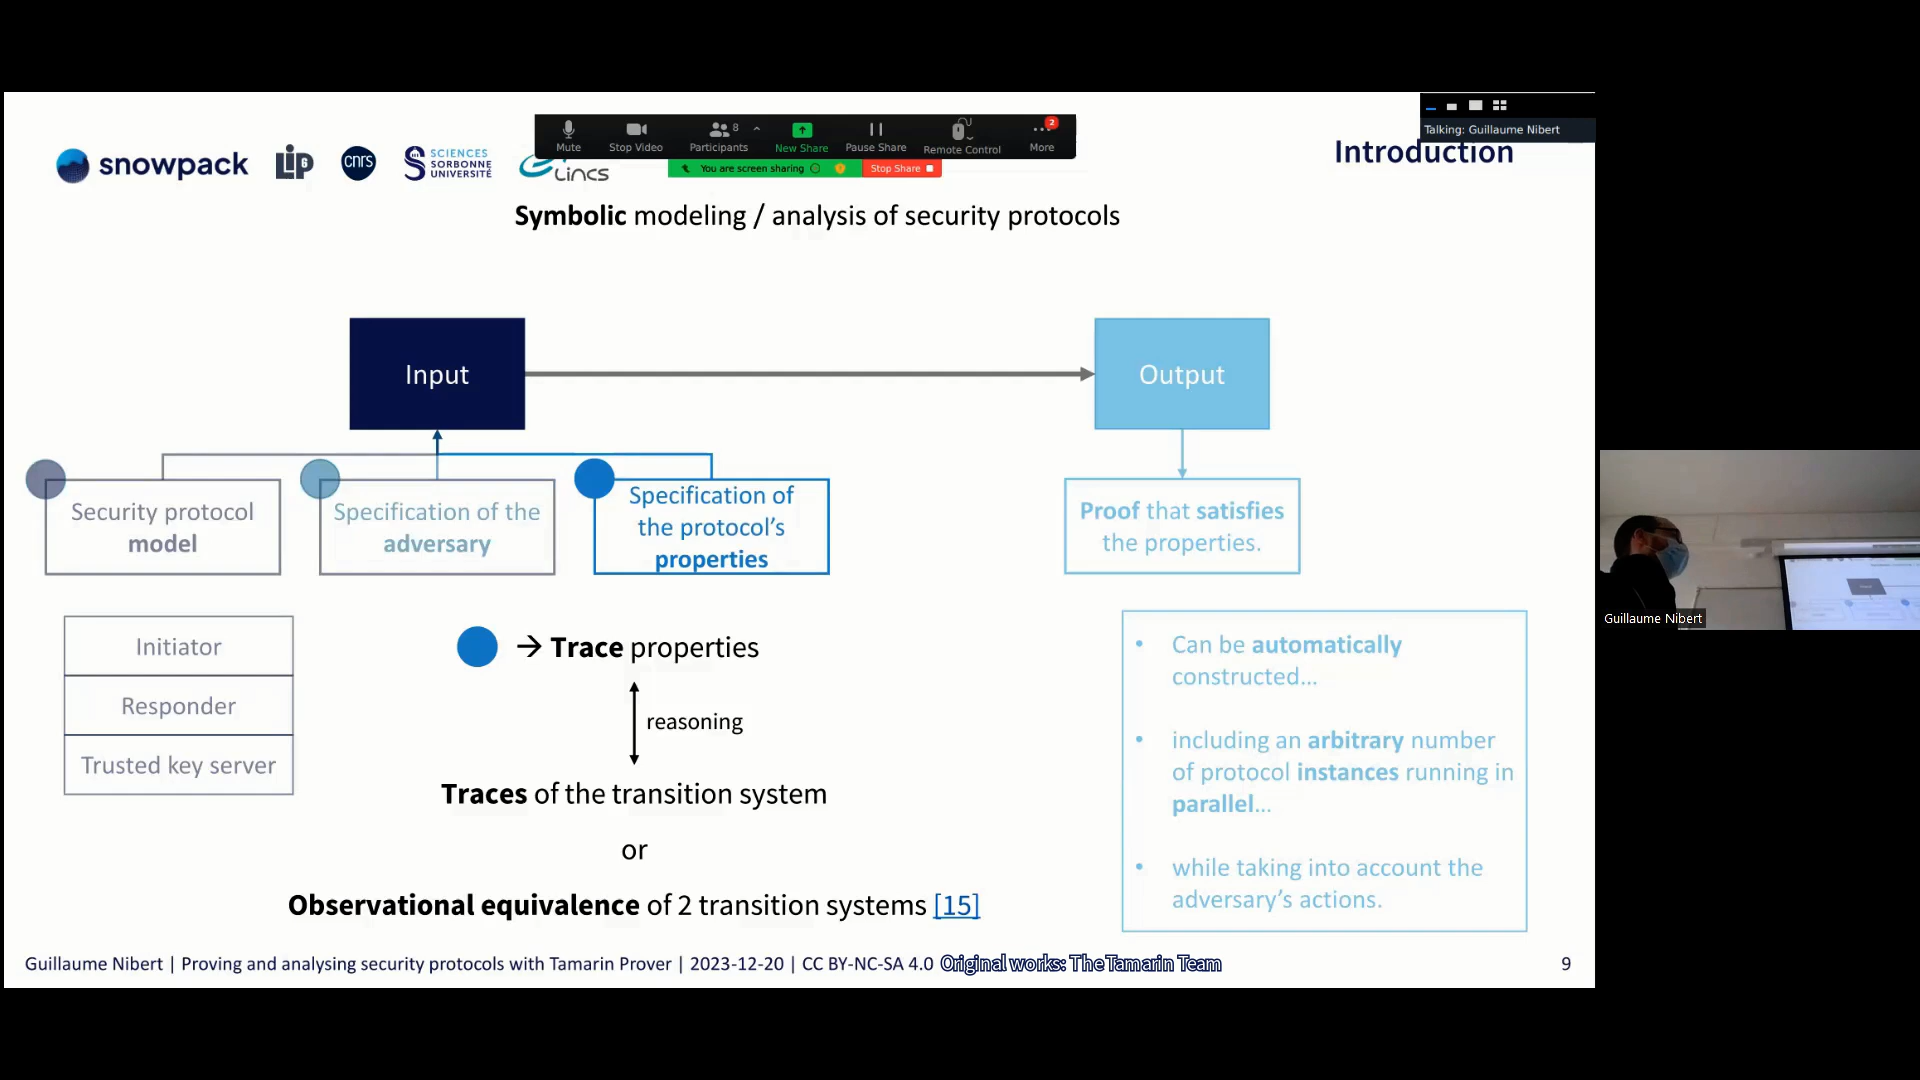 Talking: Guillaume Nibert
Mute
Stop Video
Participants
8
New Share
Pause Share
Remote Control
More
2
You are screen sharing
Stop Share
snowpack
LIP6
cnrs
SCIENCES
SORBONNE
UNIVERSITÉ
Lincs
Introduction
Symbolic modeling / analysis of security protocols
Input
Output
Security protocol
model
Specification of the
adversary
Specification of
the protocol’s
properties
Proof that satisfies
the properties.
Initiator
Responder
Trusted key server
→ Trace properties
reasoning
Traces of the transition system
or
Observational equivalence of 2 transition systems [15]
• Can be automatically
constructed…
• including an arbitrary number
of protocol instances running in
parallel…
• while taking into account the
adversary’s actions.
Guillaume Nibert | Proving and analysing security protocols with Tamarin Prover | 2023-12-20 | CC BY-NC-SA 4.0 Original works: The Tamarin Team
9
Guillaume Nibert